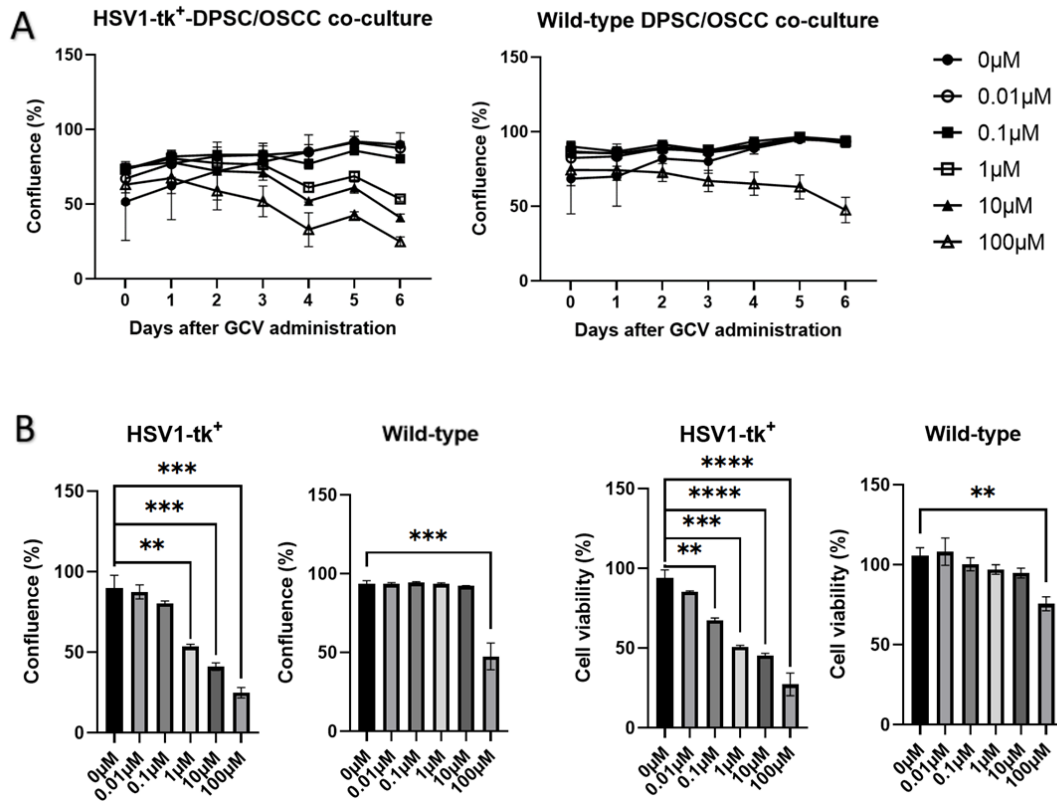 A
HSV1-tk+-DPSC/OSCC co-culture
150
100
50
0
Confluence (%)
0 1 2 3 4 5 6
Days after GCV administration
Wild-type DPSC/OSCC co-culture
150
100
50
0
Confluence (%)
0 1 2 3 4 5 6
Days after GCV administration
0µM
0.01µM
0.1µM
1µM
10µM
100µM
B
HSV1-tk+
***
***
**
150
100
50
0
Confluence (%)
0µM 0.01µM 0.1µM 1µM 10µM 100µM
Wild-type
***
150
100
50
0
Confluence (%)
0µM 0.01µM 0.1µM 1µM 10µM 100µM
HSV1-tk+
****
****
***
**
150
100
50
0
Cell viability (%)
0µM 0.01µM 0.1µM 1µM 10µM 100µM
Wild-type
**
150
100
50
0
Cell viability (%)
0µM 0.01µM 0.1µM 1µM 10µM 100µM